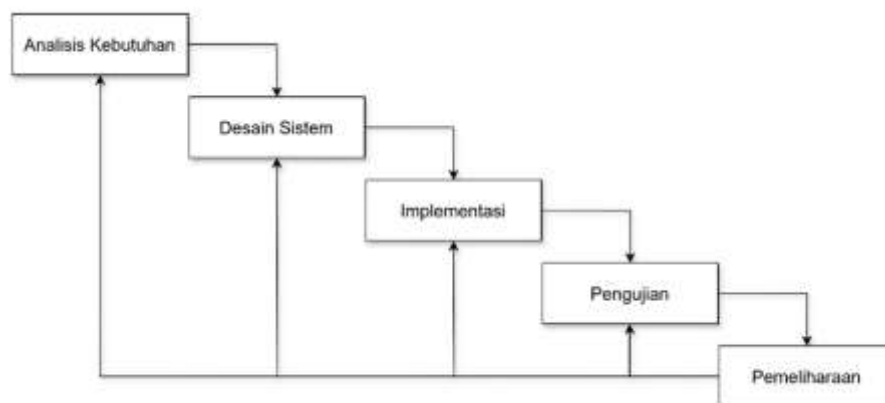 Analisis Kebutuhan
Desain Sistem
Implementasi
Pengujian
Pemeliharaan